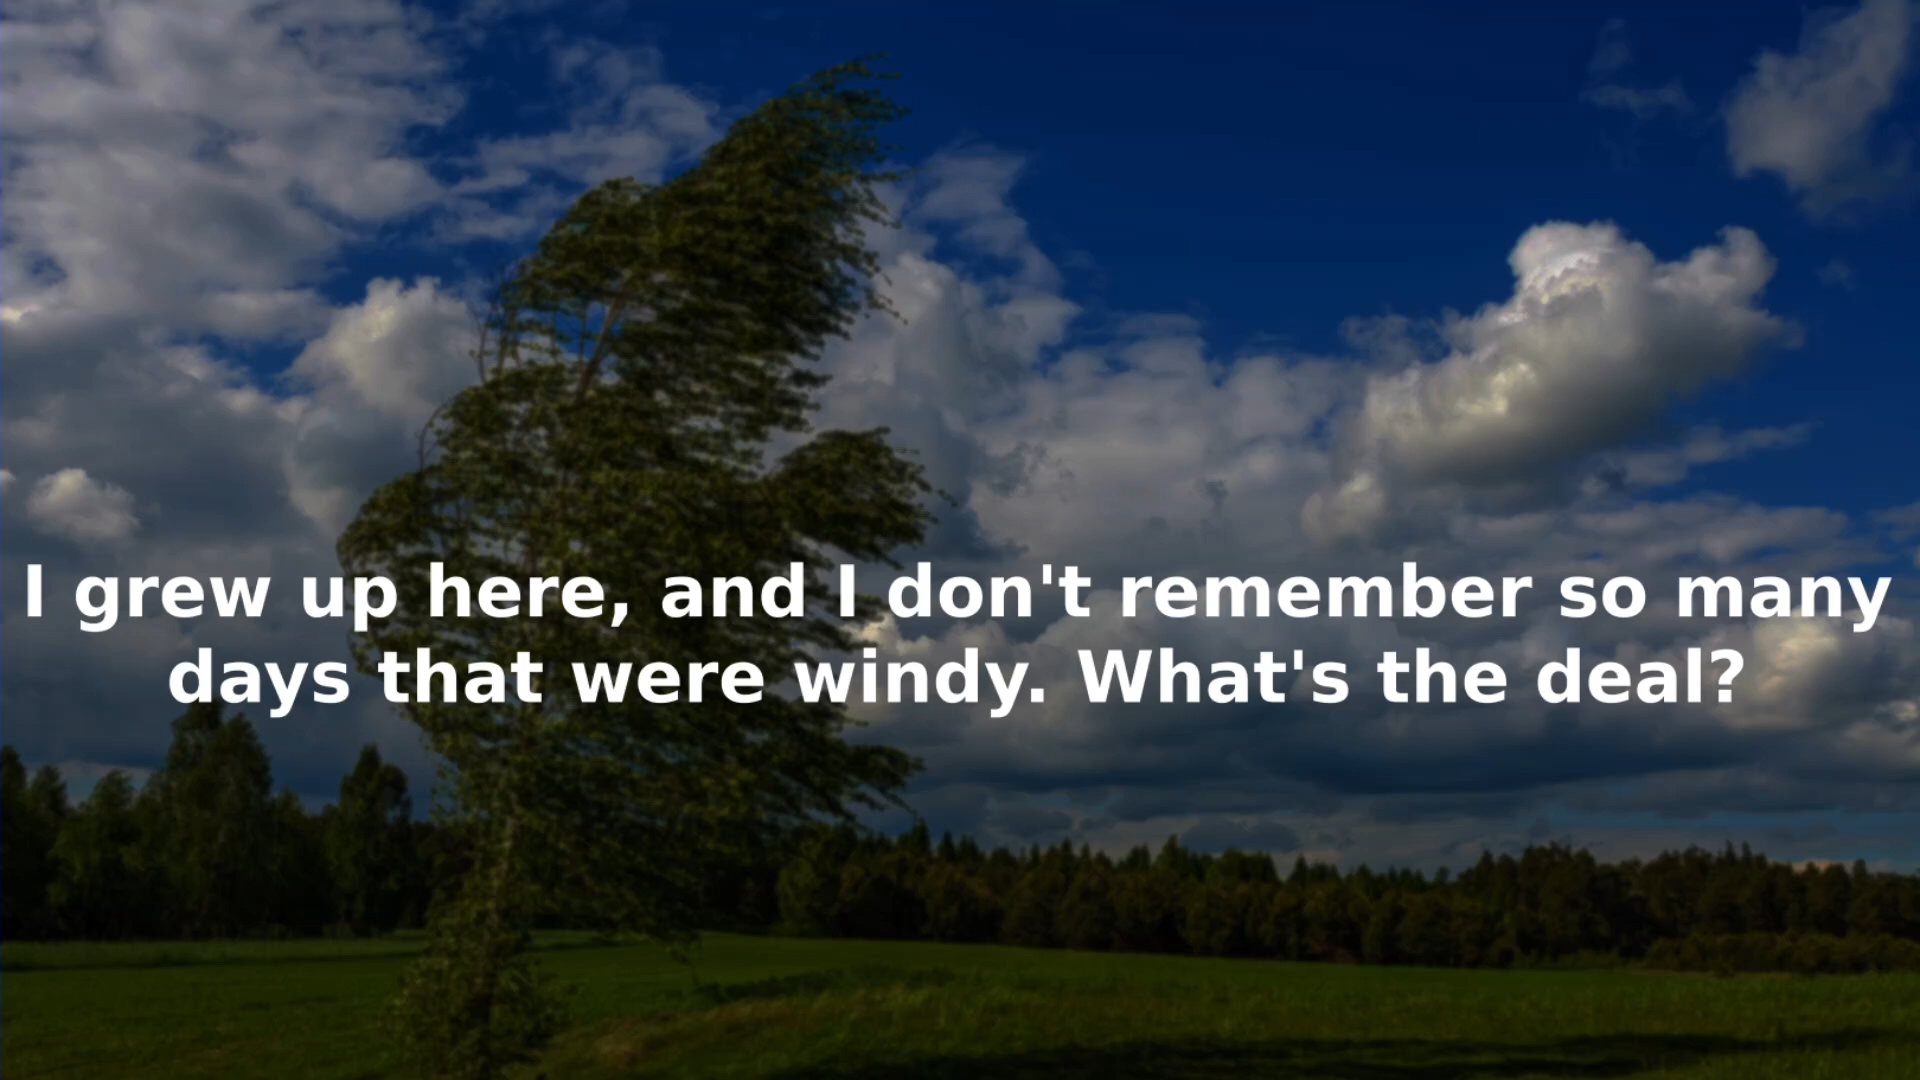 I grew up here, and I don't remember so many
days that were windy. What's the deal?